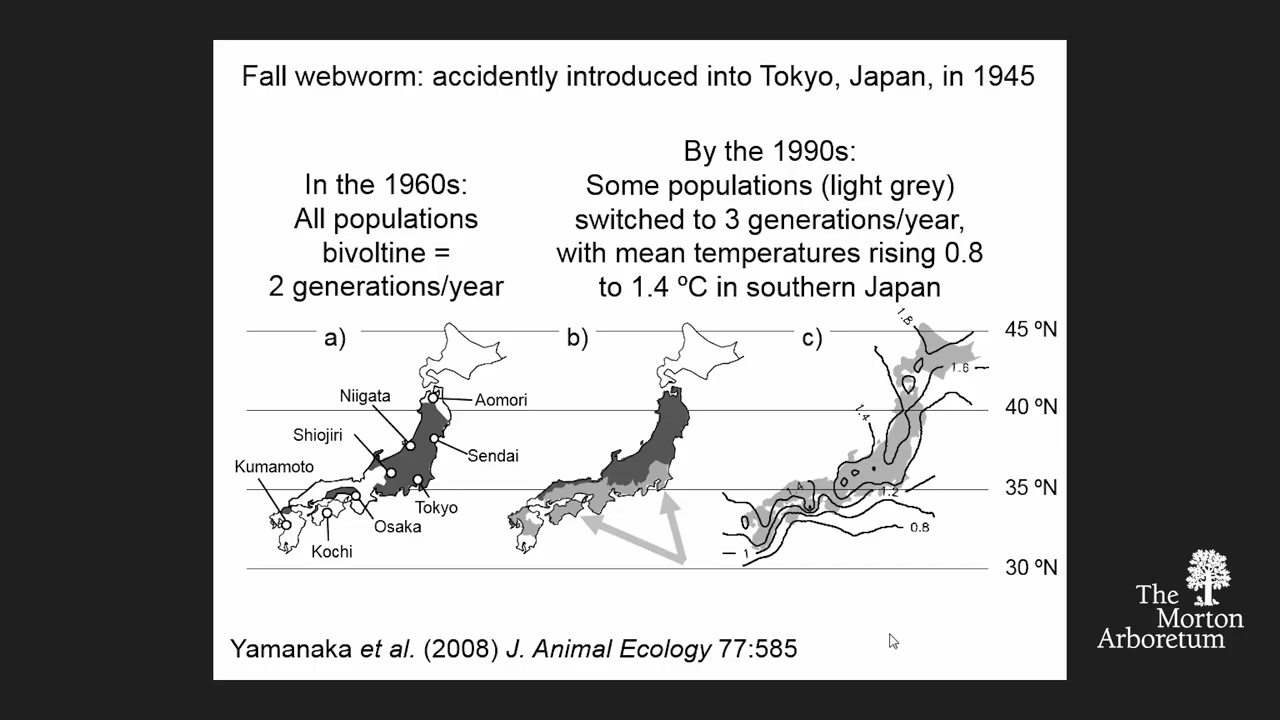 Fall webworm: accidently introduced into Tokyo, Japan, in 1945
In the 1960s:
All populations
bivoltine =
2 generations/year
By the 1990s:
Some populations (light grey)
switched to 3 generations/year,
with mean temperatures rising 0.8
to 1.4 ºC in southern Japan
a)
Niigata
Aomori
Shiojiri
Sendai
Kumamoto
Tokyo
Osaka
Kochi
b)
c)
1.8
1.6
1.4
1.4
1.2
0.8
1
45 ºN
40 ºN
35 ºN
30 ºN
Yamanaka et al. (2008) J. Animal Ecology 77:585
The
Morton
Arboretum